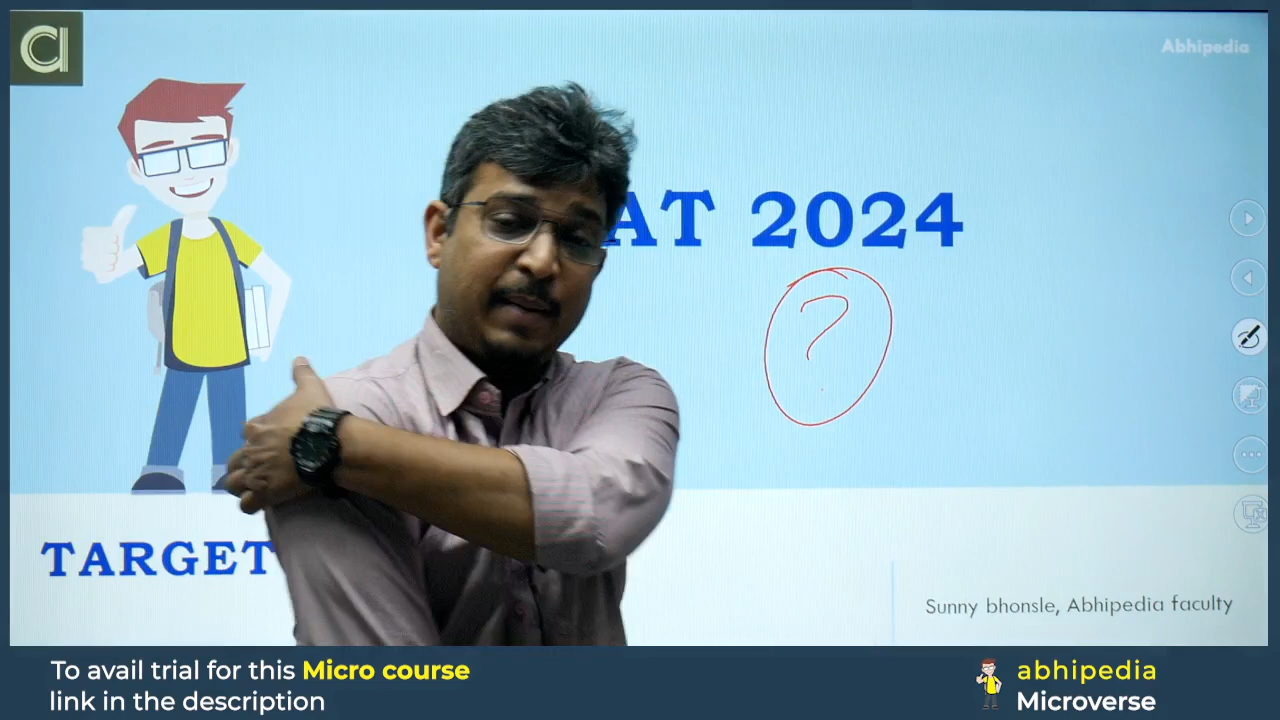 a
Abhipedia
AT 2024
?
TARGET
Sunny bhonsle, Abhipedia faculty
To avail trial for this Micro course
link in the description
abhipedia
Microverse